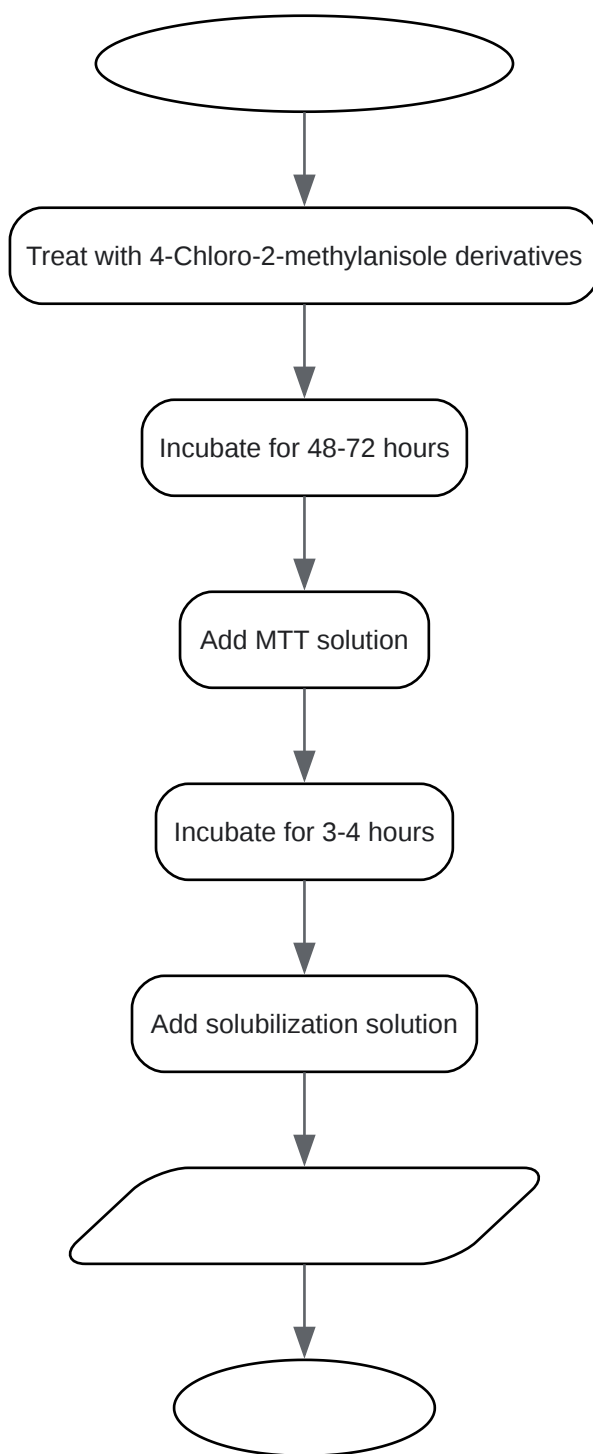 Treat with 4-Chloro-2-methylanisole derivatives
Incubate for 48-72 hours
Add MTT solution
Incubate for 3-4 hours
Add solubilization solution